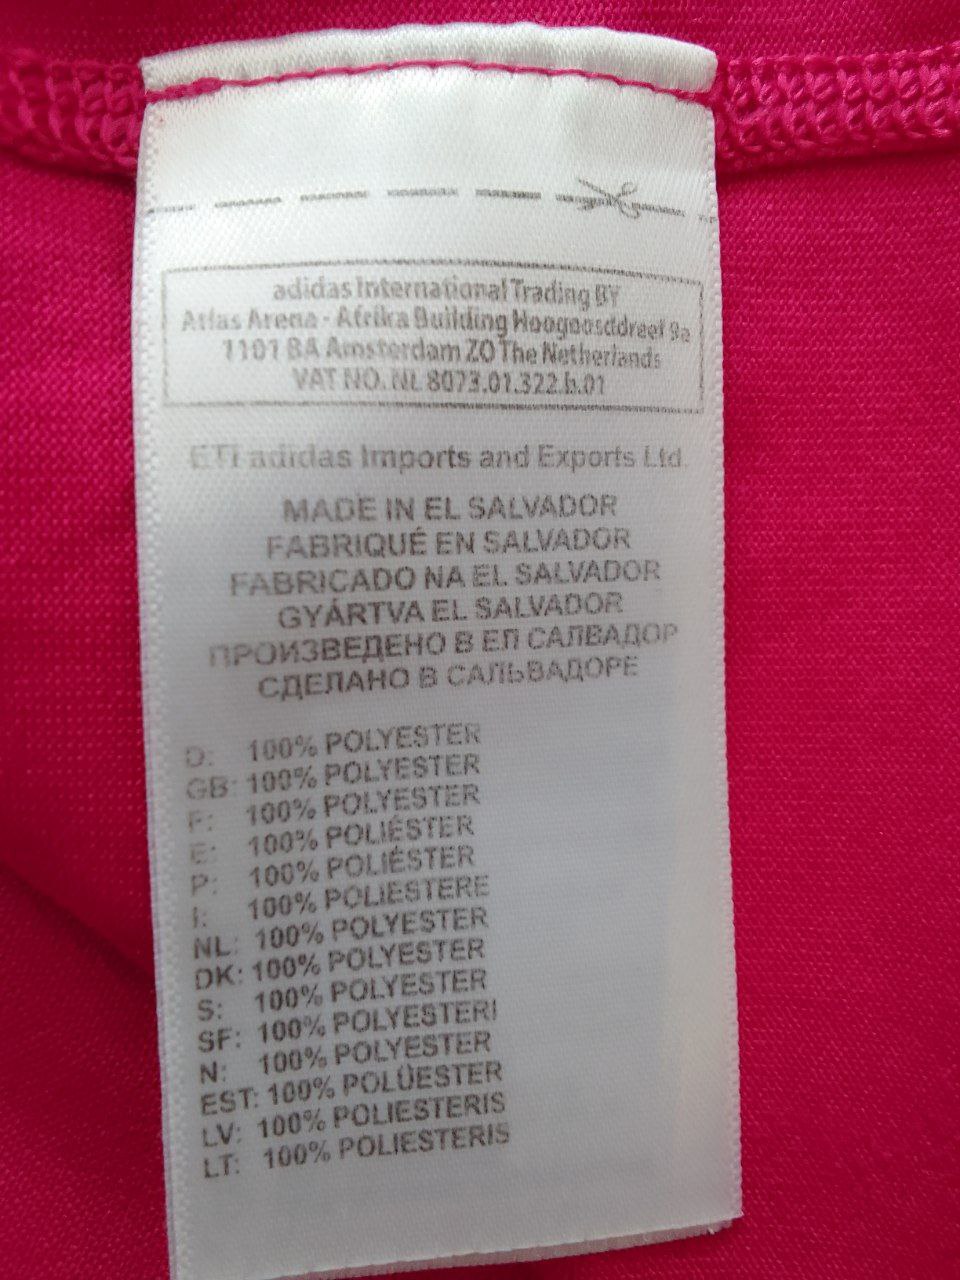 adidas International Trading BV
Atlas Arena - Afrika Building Hoogoosddreef 9a
1101 BA Amsterdam ZO The Netherlands
VAT NO. NL 8073.01.322.b.01
ETI adidas Imports and Exports Ltd.
MADE IN EL SALVADOR
FABRIQUÉ EN SALVADOR
FABRICADO NA EL SALVADOR
GYÁRTVA EL SALVADOR
ПРОИЗВЕДЕНО В ЕЛ САЛВАДОР
СДЕЛАНО В САЛЬВАДОРЕ
D: 100% POLYESTER
GB: 100% POLYESTER
F: 100% POLYESTER
E: 100% POLIÉSTER
P: 100% POLIÉSTER
I: 100% POLIESTERE
NL: 100% POLYESTER
DK: 100% POLYESTER
S: 100% POLYESTER
SF: 100% POLYESTERI
N: 100% POLYESTER
EST: 100% POLÜESTER
LV: 100% POLIESTERIS
LT: 100% POLIESTERIS